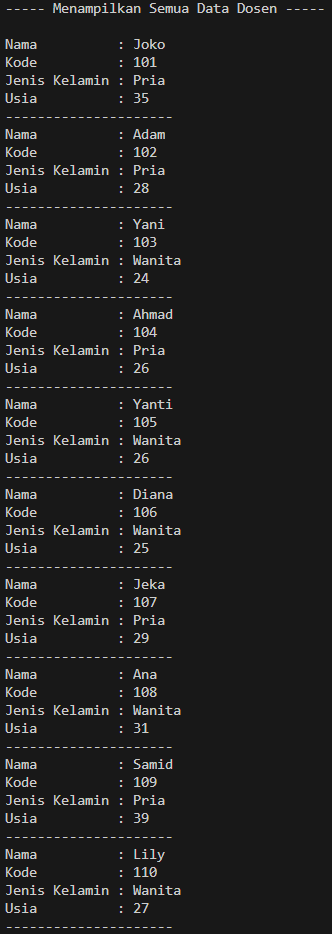 ----- Menampilkan Semua Data Dosen -----
Nama          : Joko
Kode          : 101
Jenis Kelamin : Pria
Usia          : 35
---------------------
Nama          : Adam
Kode          : 102
Jenis Kelamin : Pria
Usia          : 28
---------------------
Nama          : Yani
Kode          : 103
Jenis Kelamin : Wanita
Usia          : 24
---------------------
Nama          : Ahmad
Kode          : 104
Jenis Kelamin : Pria
Usia          : 26
---------------------
Nama          : Yanti
Kode          : 105
Jenis Kelamin : Wanita
Usia          : 26
---------------------
Nama          : Diana
Kode          : 106
Jenis Kelamin : Wanita
Usia          : 25
---------------------
Nama          : Jeka
Kode          : 107
Jenis Kelamin : Pria
Usia          : 29
---------------------
Nama          : Ana
Kode          : 108
Jenis Kelamin : Wanita
Usia          : 31
---------------------
Nama          : Samid
Kode          : 109
Jenis Kelamin : Pria
Usia          : 39
---------------------
Nama          : Lily
Kode          : 110
Jenis Kelamin : Wanita
Usia          : 27
---------------------